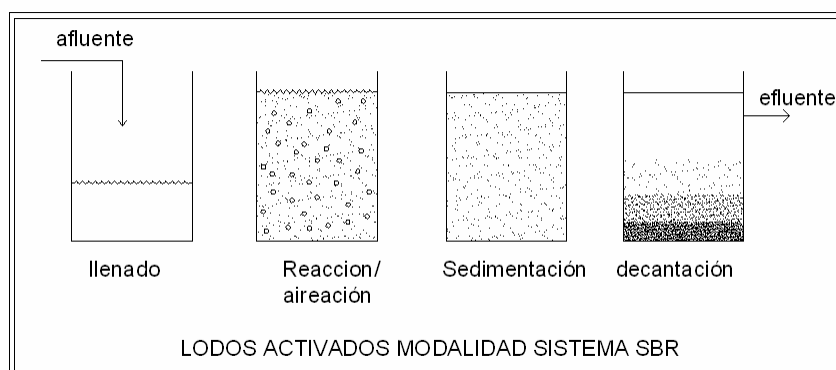 afluente
efluente
llenado
Reaccion/
aireación
Sedimentación
decantación
LODOS ACTIVADOS MODALIDAD SISTEMA SBR